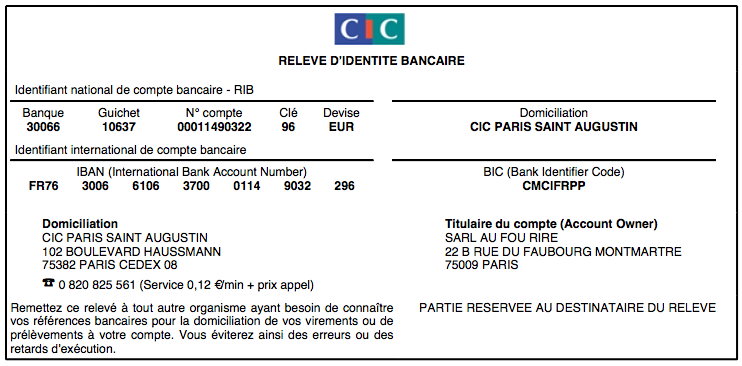 CIC
RELEVE D'IDENTITE BANCAIRE
Identifiant national de compte bancaire - RIB
Banque Guichet N° compte Clé Devise Domiciliation
30066 10637 00011490322 96 EUR CIC PARIS SAINT AUGUSTIN
Identifiant international de compte bancaire
IBAN (International Bank Account Number) BIC (Bank Identifier Code)
FR76 3006 6106 3700 0114 9032 296 CMCIFRPP
Domiciliation
CIC PARIS SAINT AUGUSTIN
102 BOULEVARD HAUSSMANN
75382 PARIS CEDEX 08
☎ 0 820 825 561 (Service 0,12 €/min + prix appel)
Titulaire du compte (Account Owner)
SARL AU FOU RIRE
22 B RUE DU FAUBOURG MONTMARTRE
75009 PARIS
Remettez ce relevé à tout autre organisme ayant besoin de connaître
vos références bancaires pour la domiciliation de vos virements ou de
prélèvements à votre compte. Vous éviterez ainsi des erreurs ou des
retards d'exécution.
PARTIE RESERVEE AU DESTINATAIRE DU RELEVE